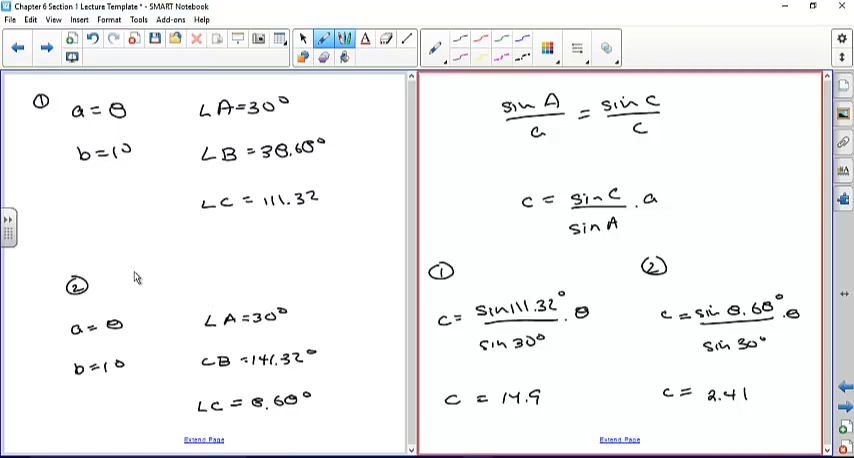 Chapter 6 Section 1 Lecture Template * - SMART Notebook
File Edit View Insert Format Tools Add-ons Help
①
a = 8 ∠A = 30°
b = 10 ∠B = 38.68°
∠C = 111.32
②
a = 8 ∠A = 30°
b = 10 ∠B = 141.32°
∠C = 8.68°
Extend Page
sin A / a = sin C / c
c = sin C / sin A . a
①
c = sin 111.32° / sin 30° . 8
c = 14.9
②
c = sin 8.68° / sin 30° . 8
c = 2.41
Extend Page